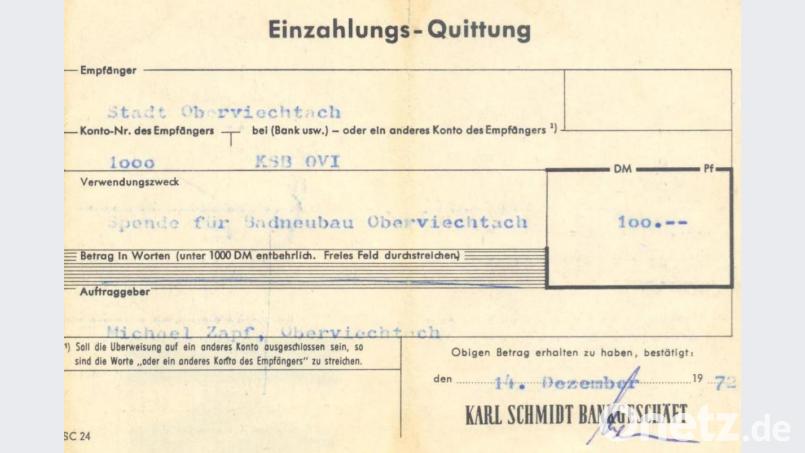 Einzahlungs-Quittung
Empfänger
Stadt Oberviechtach
Konto-Nr. des Empfängers bei (Bank usw.) – oder ein anderes Konto des Empfängers ¹)
1000 KSB OVI
DM Pf
Verwendungszweck
Spende für Badneubau Oberviechtach 100.--
Betrag in Worten (unter 1000 DM entbehrlich. Freies Feld durchstreichen)
Auftraggeber
Michael Zapf, Oberviechtach
¹) Soll die Überweisung auf ein anderes Konto ausgeschlossen sein, so
sind die Worte „oder ein anderes Konto des Empfängers" zu streichen.
Obigen Betrag erhalten zu haben, bestätigt:
den 14. Dezember 19 72
KARL SCHMIDT BANKGESCHÄFT
SC 24
Onetz.de